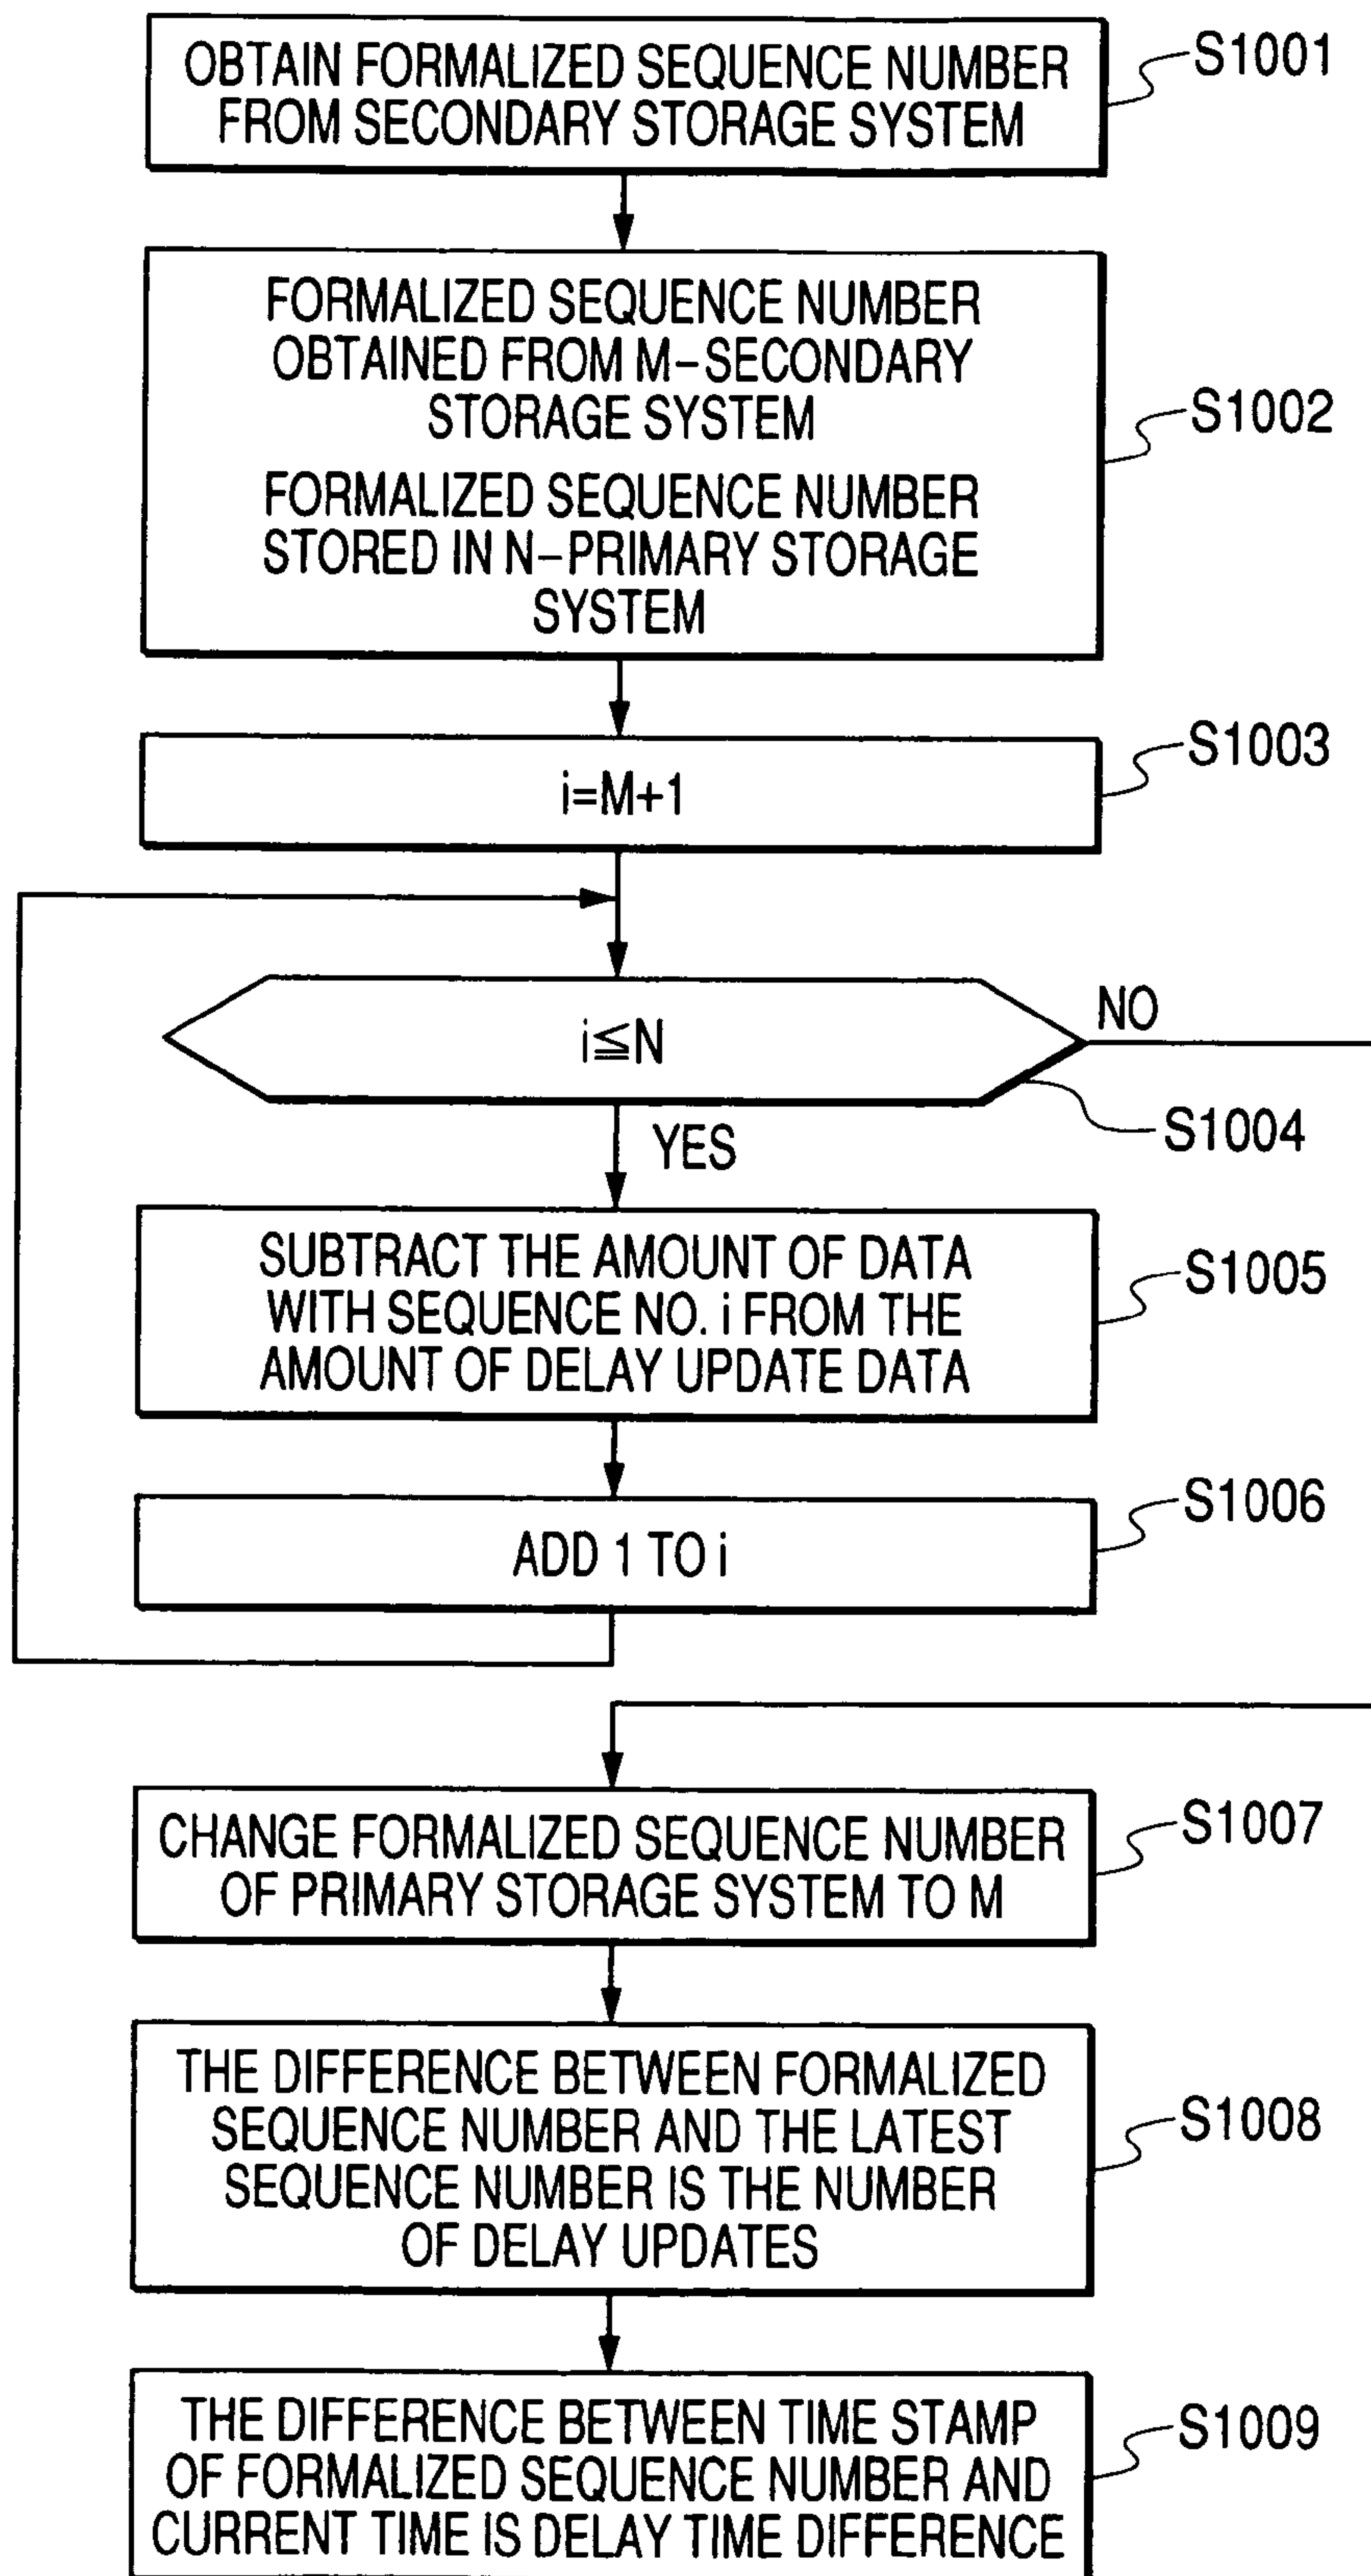 OBTAIN FORMALIZED SEQUENCE NUMBER
FROM SECONDARY STORAGE SYSTEM
S1001
FORMALIZED SEQUENCE NUMBER
OBTAINED FROM M-SECONDARY
STORAGE SYSTEM
FORMALIZED SEQUENCE NUMBER
STORED IN N-PRIMARY STORAGE
SYSTEM
S1002
i=M+1
S1003
i≦N
NO
S1004
YES
SUBTRACT THE AMOUNT OF DATA
WITH SEQUENCE NO. i FROM THE
AMOUNT OF DELAY UPDATE DATA
S1005
ADD 1 TO i
S1006
CHANGE FORMALIZED SEQUENCE NUMBER
OF PRIMARY STORAGE SYSTEM TO M
S1007
THE DIFFERENCE BETWEEN FORMALIZED
SEQUENCE NUMBER AND THE LATEST
SEQUENCE NUMBER IS THE NUMBER
OF DELAY UPDATES
S1008
THE DIFFERENCE BETWEEN TIME STAMP
OF FORMALIZED SEQUENCE NUMBER AND
CURRENT TIME IS DELAY TIME DIFFERENCE
S1009